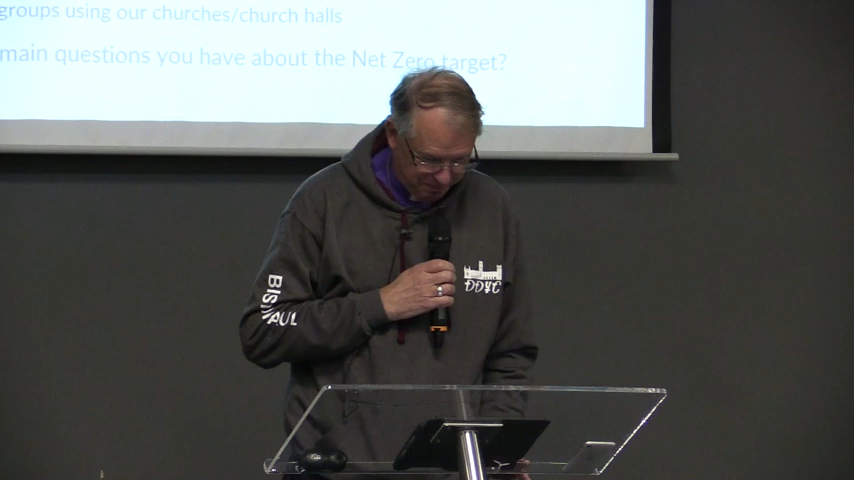 groups using our churches/church halls
main questions you have about the Net Zero target?
DDYC